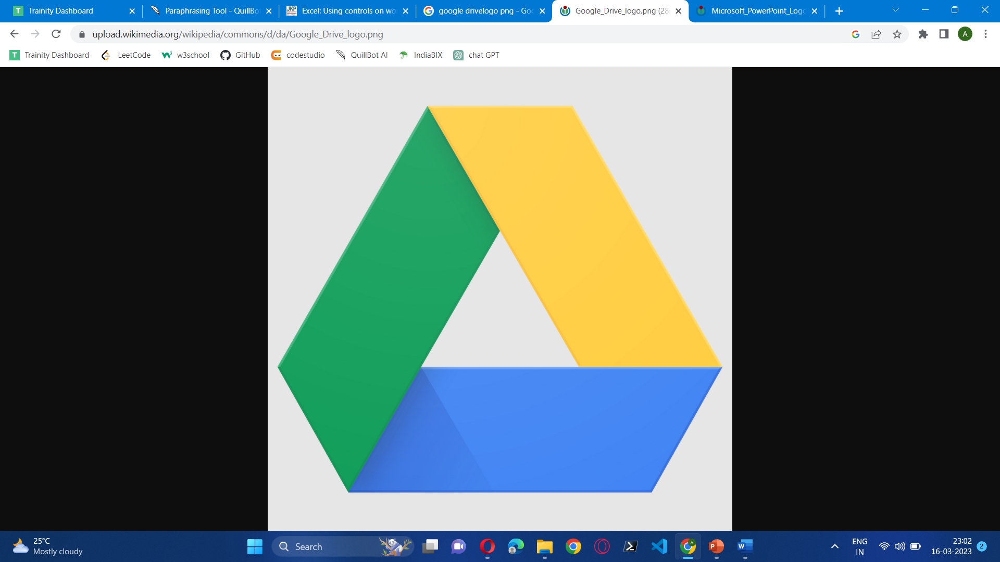 T Trainity Dashboard
Paraphrasing Tool - QuillBo
JKP Excel: Using controls on wo
google drivelogo png - Goo
Google_Drive_logo.png (28
Microsoft_PowerPoint_Logo
upload.wikimedia.org/wikipedia/commons/d/da/Google_Drive_logo.png
A
T Trainity Dashboard
LeetCode
w3school
GitHub
codestudio
QuillBot AI
IndiaBIX
chat GPT
25°C
Mostly cloudy
Search
A
P
W
ENG
IN
23:02
16-03-2023
2